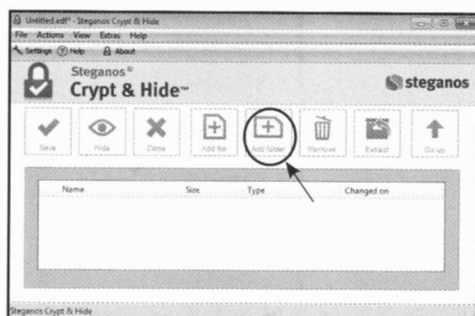 Untitled.edf* - Steganos Crypt & Hide
File Actions View Extras Help
Settings Help About
Steganos®
Crypt & Hide™
steganos
Save Hide Close Add file Add folder Remove Extract Go up
Name Size Type Changed on
Steganos Crypt & Hide